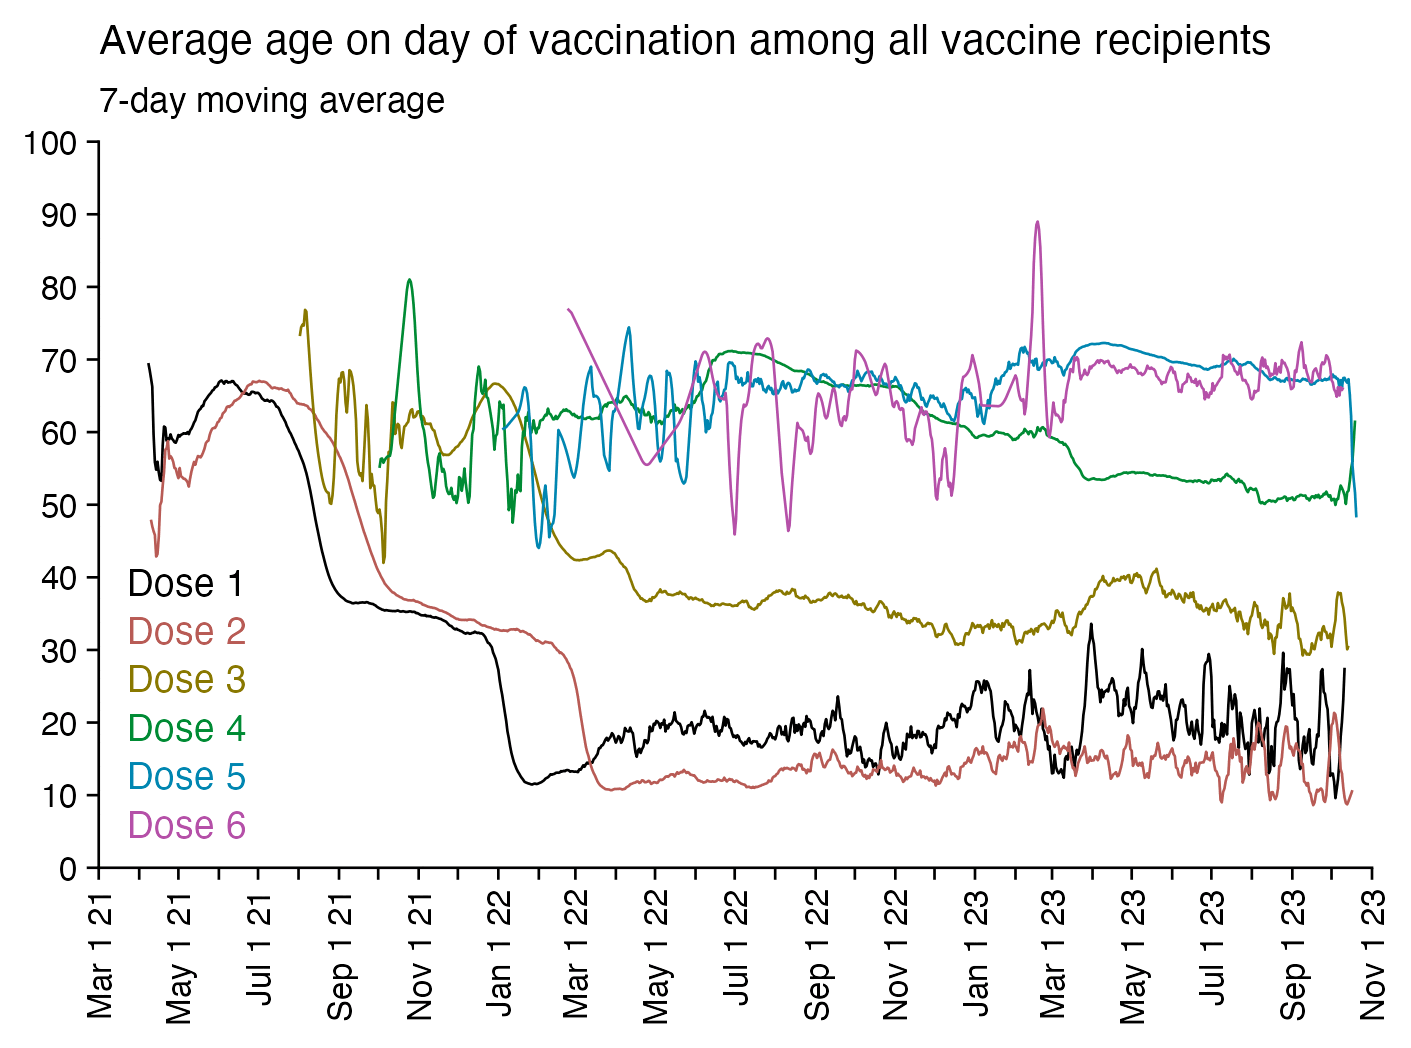 Average age on day of vaccination among all vaccine recipients
7-day moving average
100
90
80
70
60
50
40
30
20
10
0
Dose 1
Dose 2
Dose 3
Dose 4
Dose 5
Dose 6
Mar 1 21
May 1 21
Jul 1 21
Sep 1 21
Nov 1 21
Jan 1 22
Mar 1 22
May 1 22
Jul 1 22
Sep 1 22
Nov 1 22
Jan 1 23
Mar 1 23
May 1 23
Jul 1 23
Sep 1 23
Nov 1 23